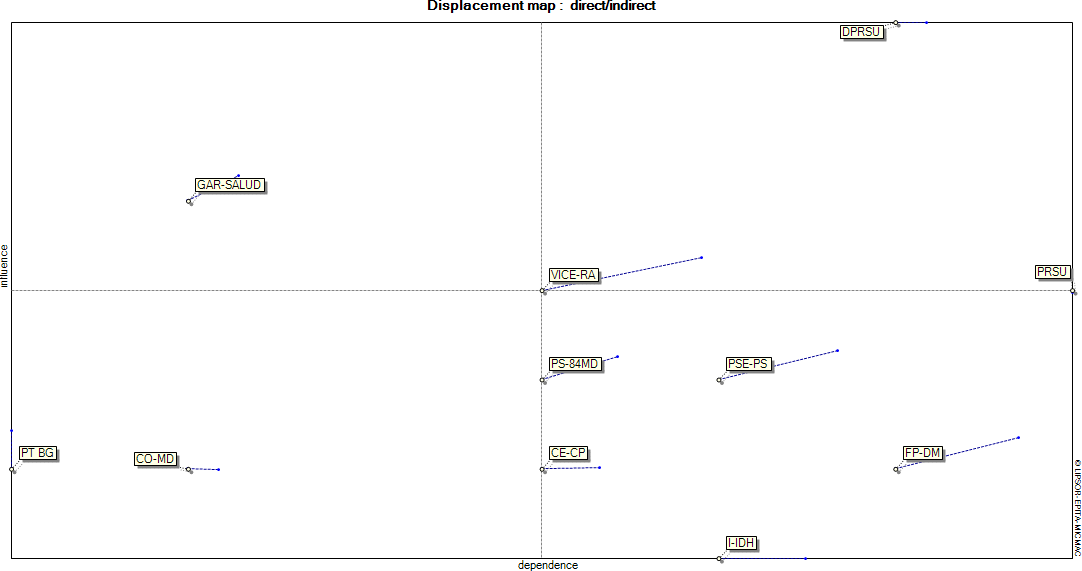 Displacement map : direct/indirect
DPRSU
GAR-SALUD
influence
PRSU
VICE-RA
PS-84MD
PSE-PS
PT BG
CO-MD
CE-CP
FP-DM
I-IDH
© LIPSOR-EPITA-MICMAC
dependence